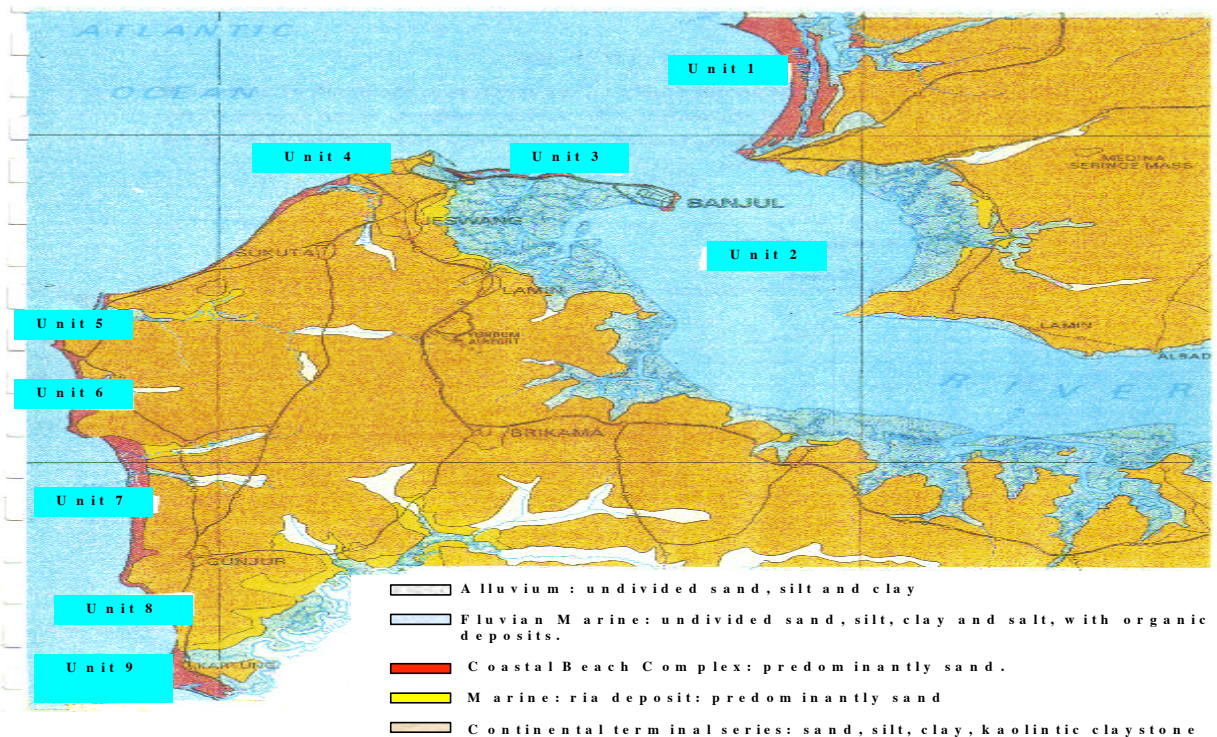 ATLANTIC
OCEAN
Unit 1
Unit 4
Unit 3
MEDINA
SERINGE MASS
BANJUL
JESWANG
SUKUTA
Unit 2
LAMIN
Unit 5
YUNDUM
AIRPORT
LAMIN
ALBAD
RIVER
Unit 6
BRIKAMA
Unit 7
GUNJUR
Alluvium: undivided sand, silt and clay
Unit 8
Fluvian Marine: undivided sand, silt, clay and salt, with organic
deposits.
Unit 9
KARTUNG
Coastal Beach Complex: predominantly sand.
Marine: ria deposit: predominantly sand
Continental terminal series: sand, silt, clay, kaolintic claystone